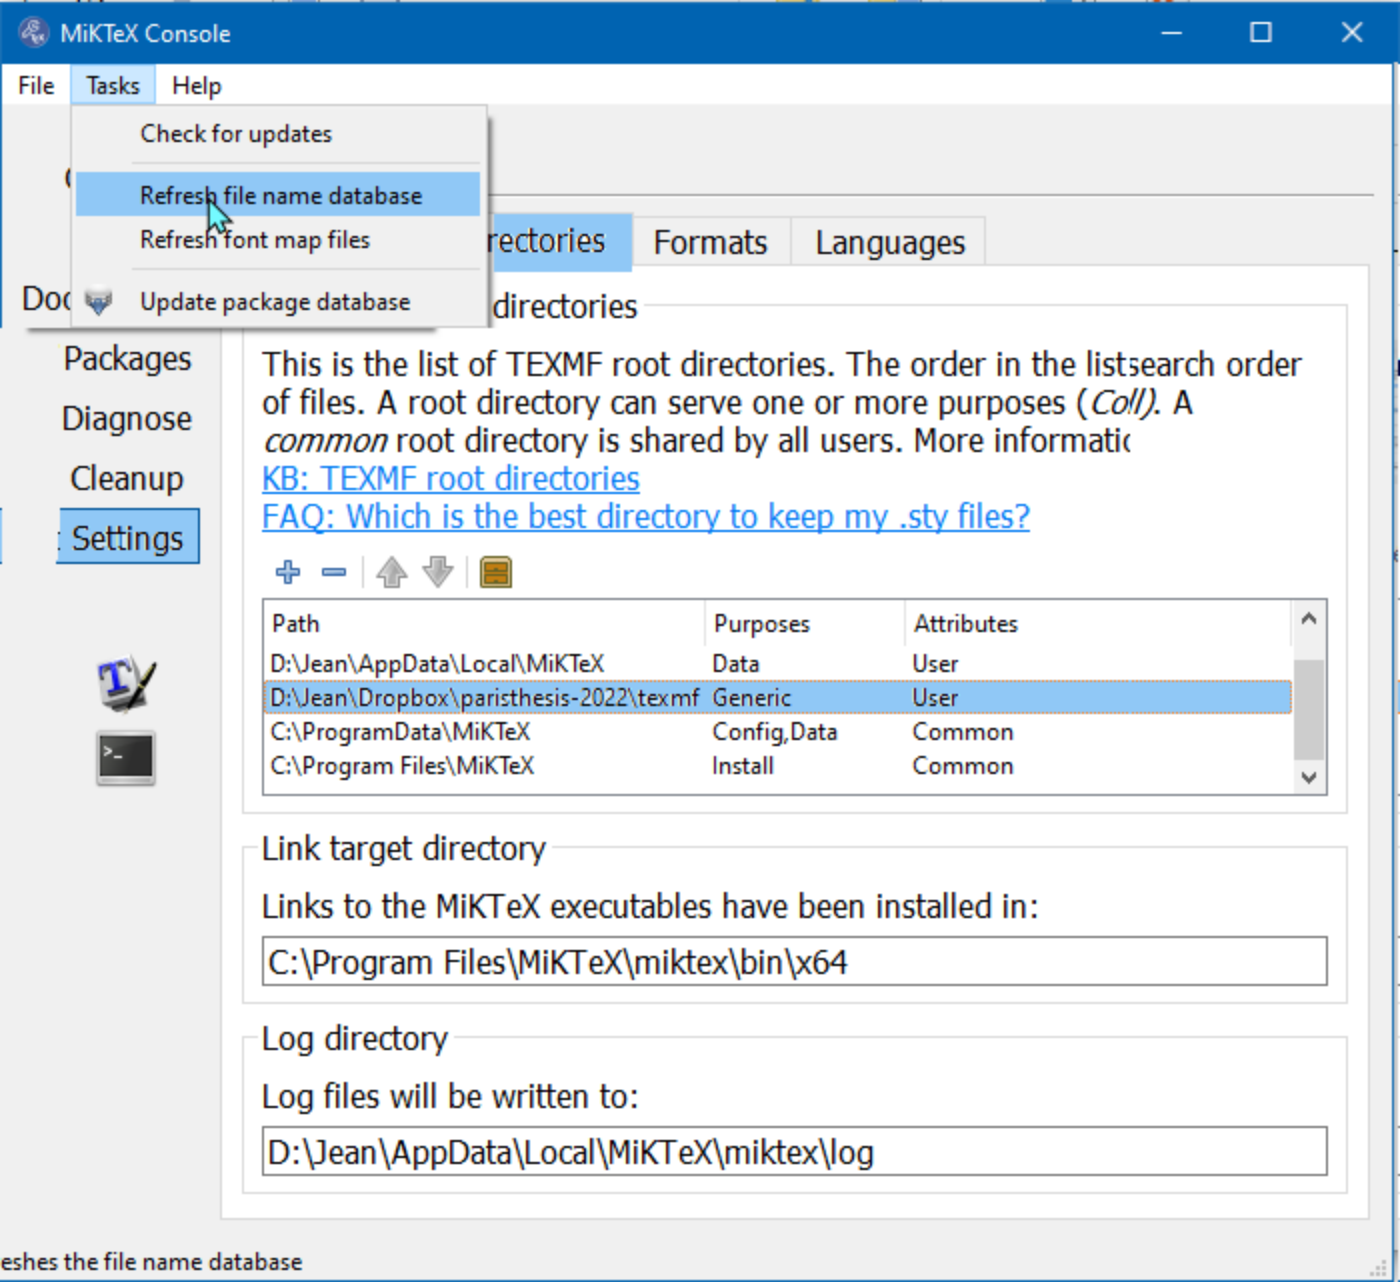 MiKTeX Console
File Tasks Help
Check for updates
Refresh file name database
Refresh font map files
Update package database
rectories Formats Languages
directories
Packages
Diagnose
Cleanup
Settings
This is the list of TEXMF root directories. The order in the list search order
of files. A root directory can serve one or more purposes (Coll). A
common root directory is shared by all users. More informatic
KB: TEXMF root directories
FAQ: Which is the best directory to keep my .sty files?
Path Purposes Attributes
D:\Jean\AppData\Local\MiKTeX Data User
D:\Jean\Dropbox\paristhesis-2022\texmf Generic User
C:\ProgramData\MiKTeX Config,Data Common
C:\Program Files\MiKTeX Install Common
Link target directory
Links to the MiKTeX executables have been installed in:
C:\Program Files\MiKTeX\miktex\bin\x64
Log directory
Log files will be written to:
D:\Jean\AppData\Local\MiKTeX\miktex\log
eshes the file name database